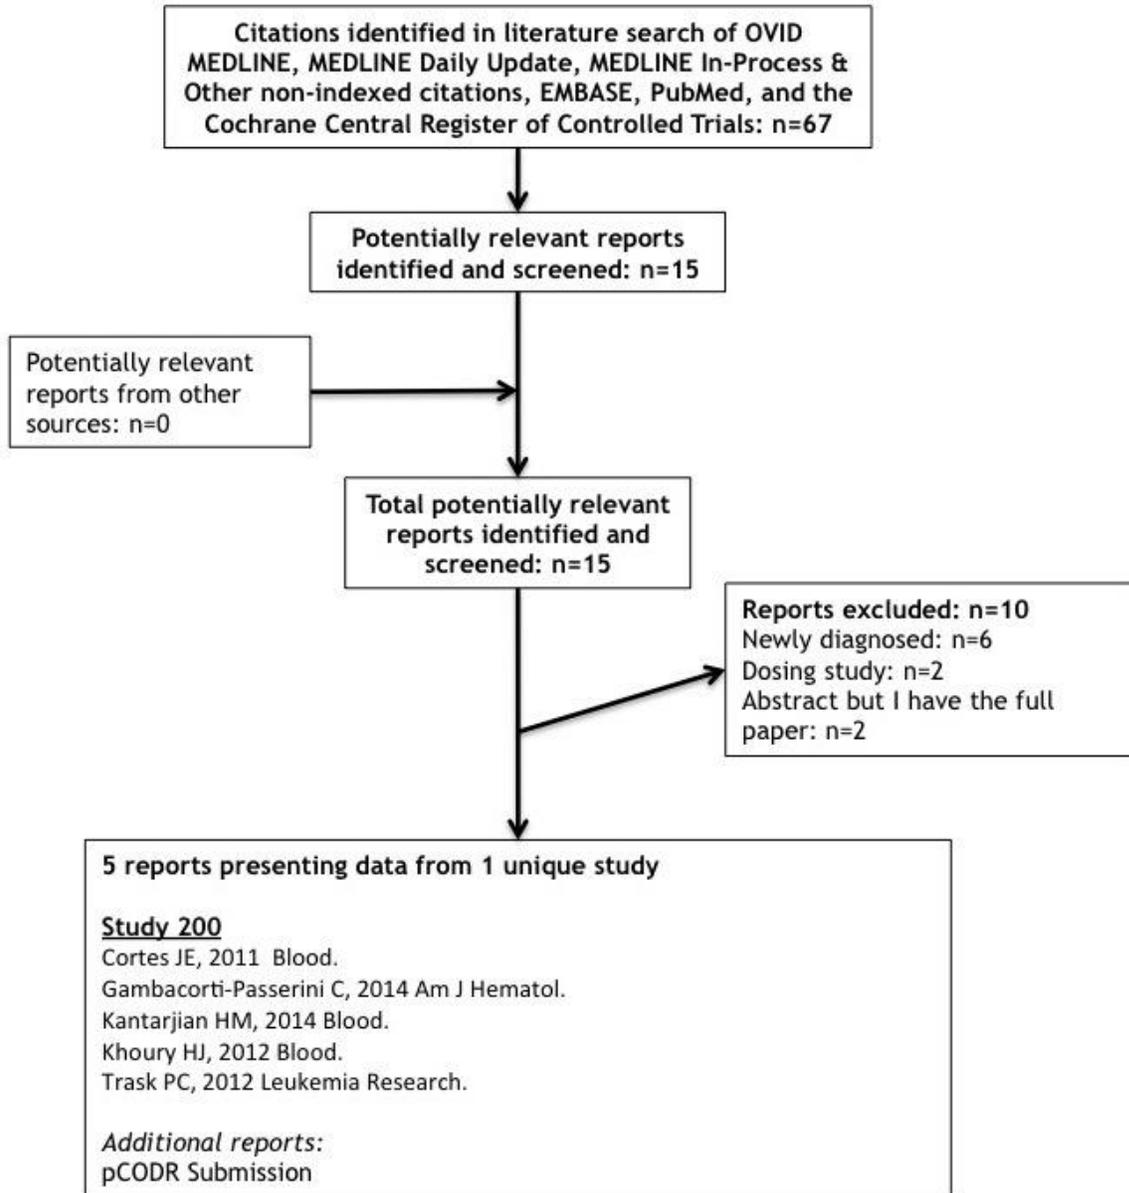 Citations identified in literature search of OVID
MEDLINE, MEDLINE Daily Update, MEDLINE In-Process &
Other non-indexed citations, EMBASE, PubMed, and the
Cochrane Central Register of Controlled Trials: n=67
Potentially relevant reports
identified and screened: n=15
Potentially relevant
reports from other
sources: n=0
Total potentially relevant
reports identified and
screened: n=15
Reports excluded: n=10
Newly diagnosed: n=6
Dosing study: n=2
Abstract but I have the full
paper: n=2
5 reports presenting data from 1 unique study
Study 200
Cortes JE, 2011 Blood.
Gambacorti-Passerini C, 2014 Am J Hematol.
Kantarjian HM, 2014 Blood.
Khoury HJ, 2012 Blood.
Trask PC, 2012 Leukemia Research.
Additional reports:
pCODR Submission